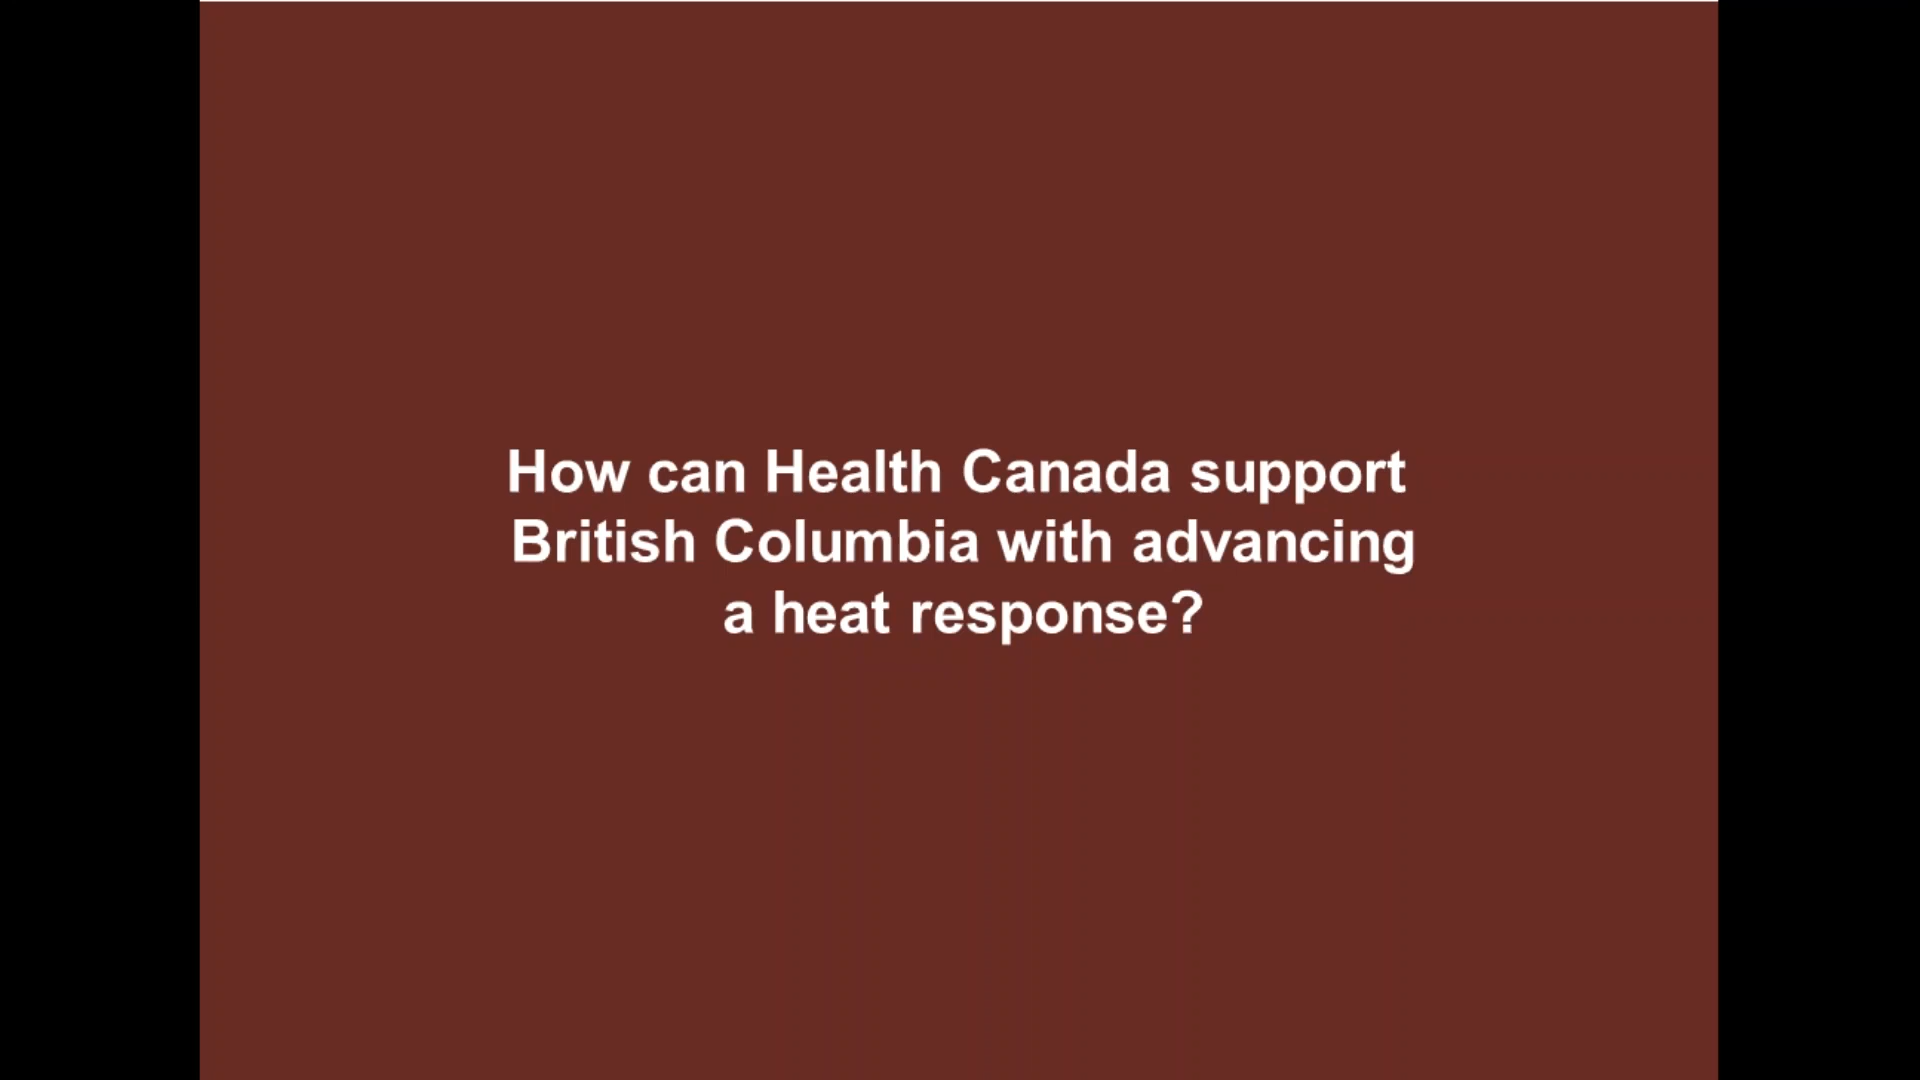 How can Health Canada support
British Columbia with advancing
a heat response?